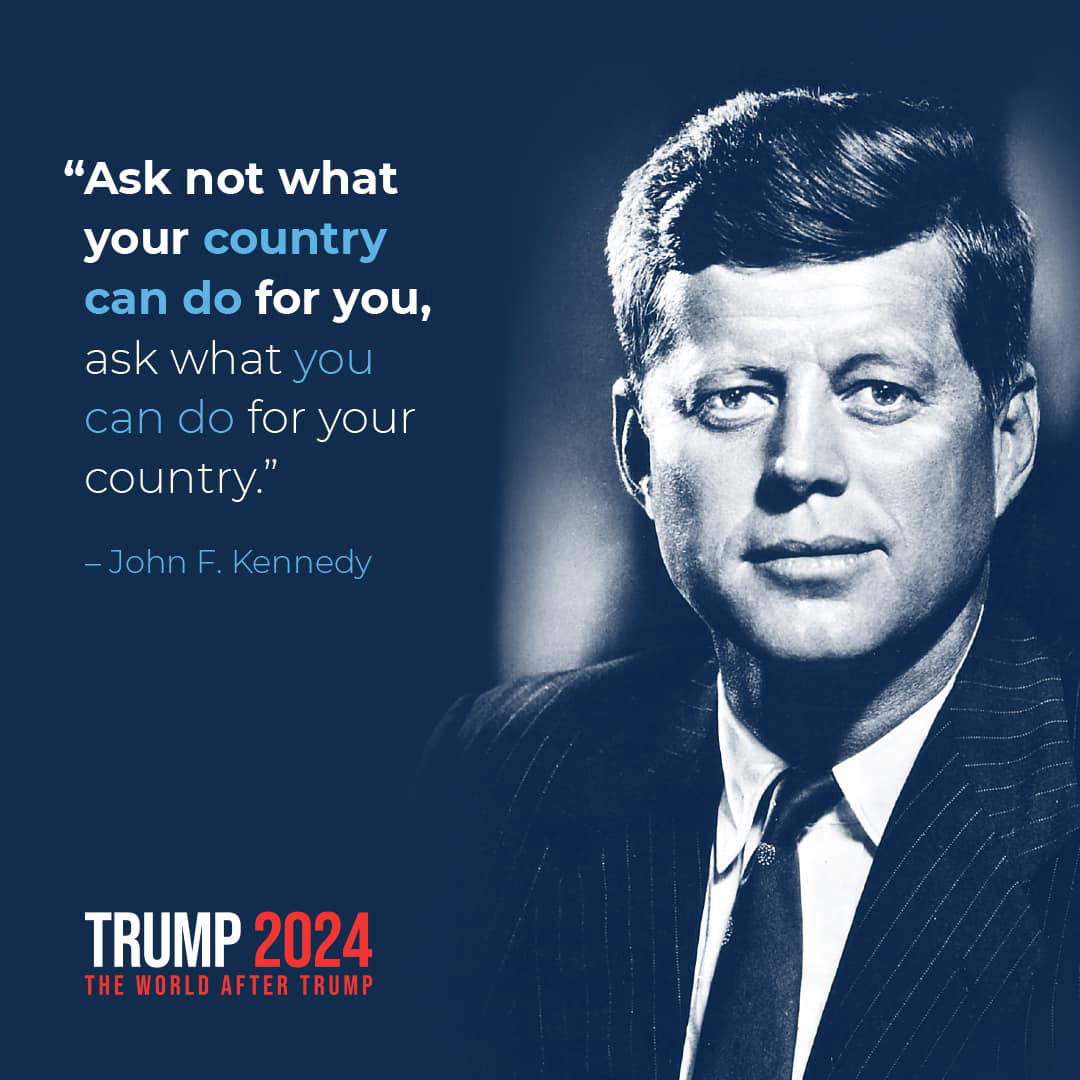 “Ask not what
your country
can do for you,
ask what you
can do for your
country.”
– John F. Kennedy
TRUMP 2024
THE WORLD AFTER TRUMP